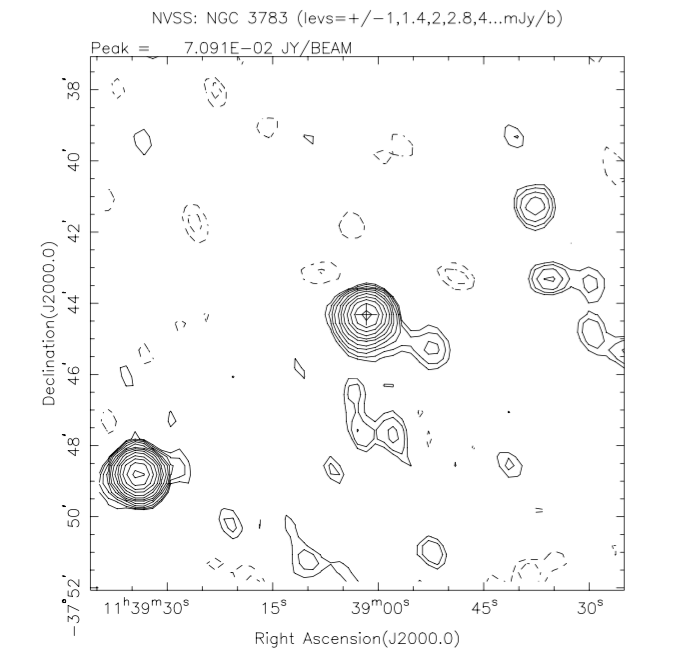 NVSS: NGC 3783 (levs=+/−1,1.4,2,2.8,4...mJy/b)
Peak = 7.091E−02 JY/BEAM
38'
40'
42'
44'
46'
48'
50'
−37°52'
Declination(J2000.0)
11ʰ39ᵐ30ˢ 15ˢ 39ᵐ00ˢ 45ˢ 30ˢ
Right Ascension(J2000.0)